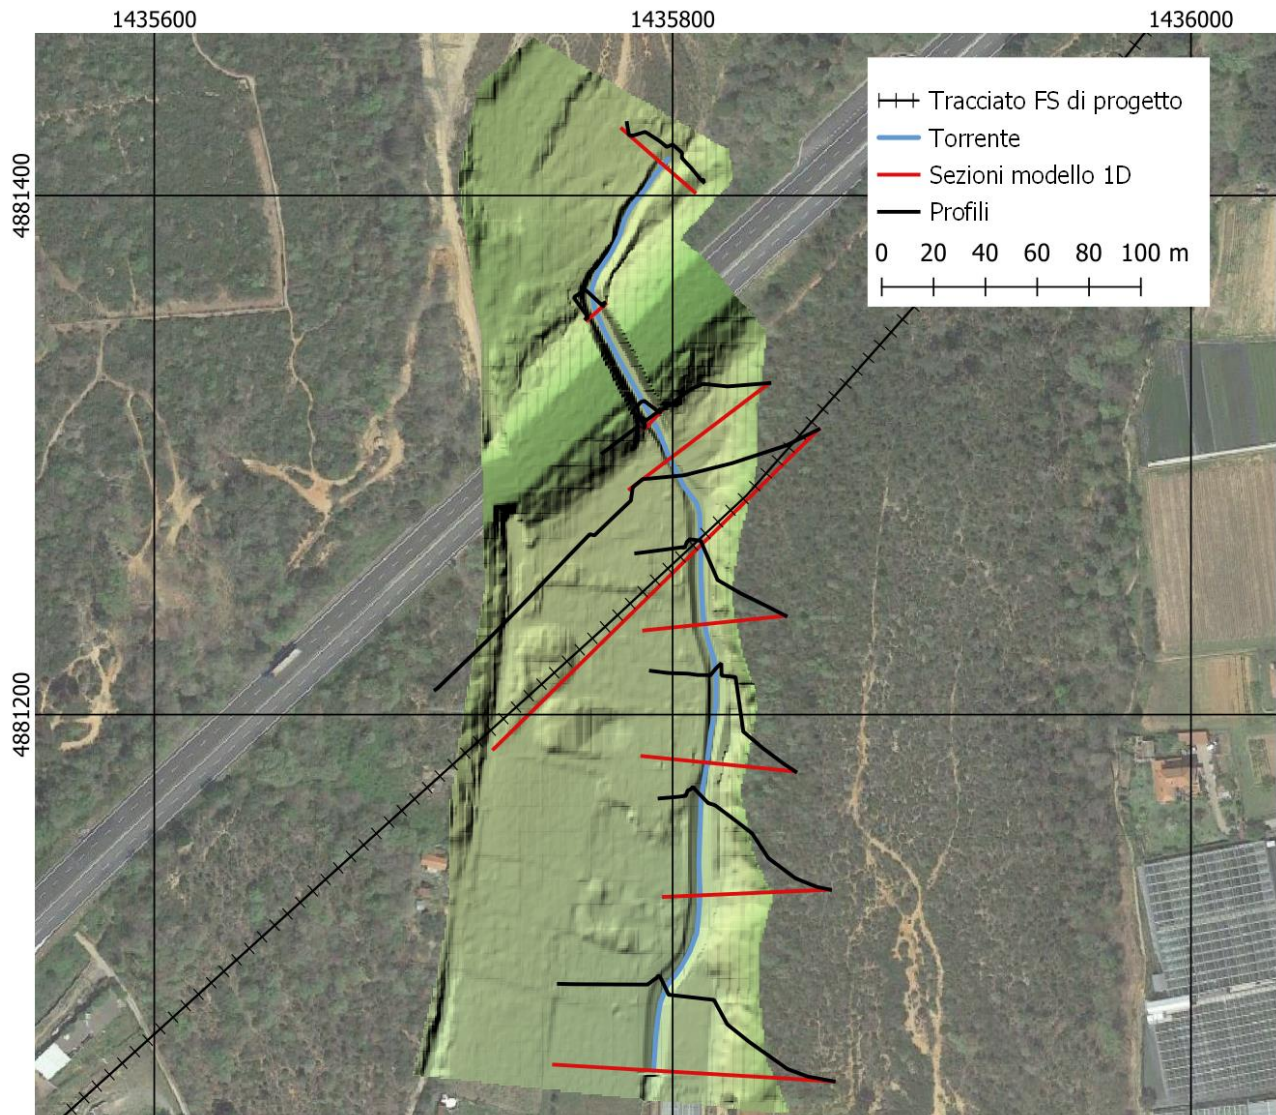 1435600
1435800
1436000
Tracciato FS di progetto
Torrente
Sezioni modello 1D
Profili
0 20 40 60 80 100 m
4881400
4881200